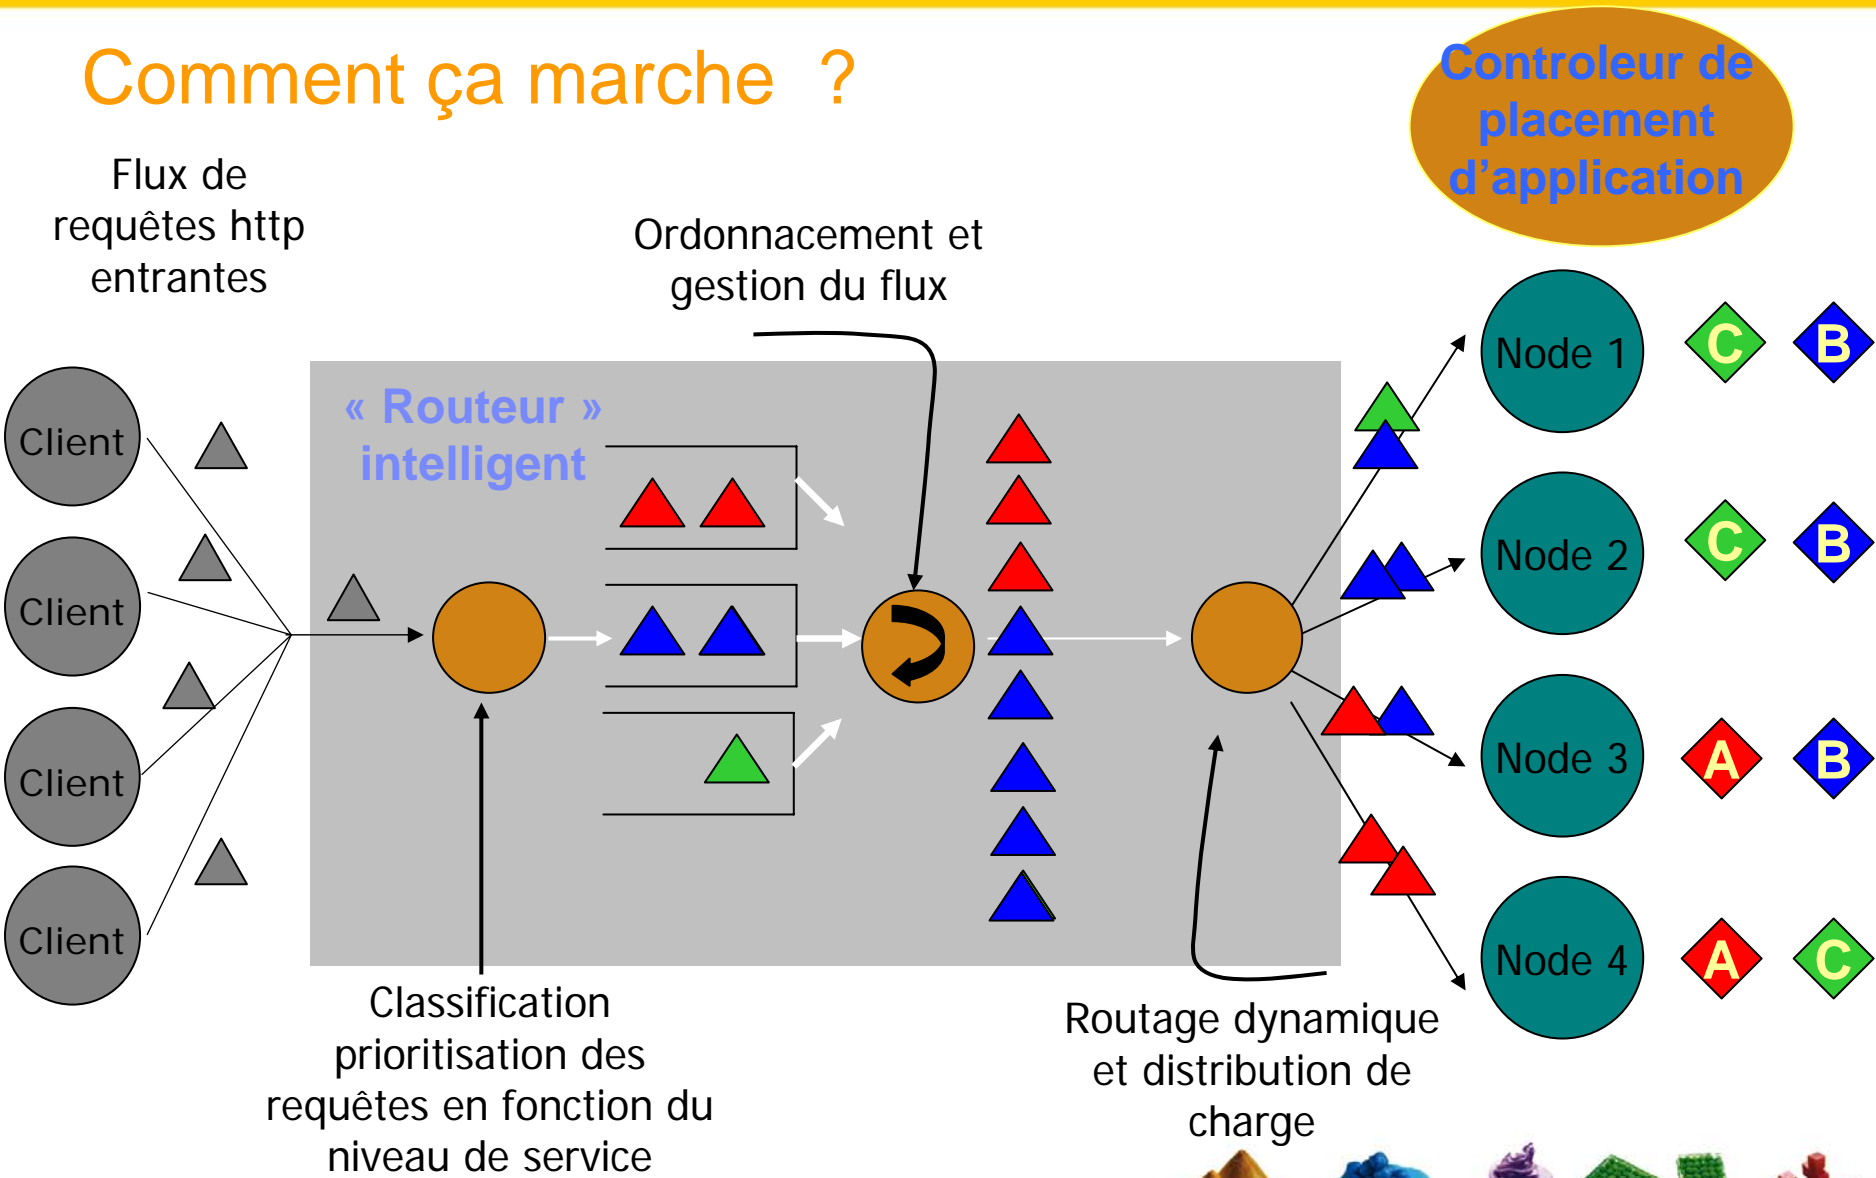 Comment ça marche ?
Controleur de
placement
d'application
Flux de
requêtes http
entrantes
Ordonnacement et
gestion du flux
« Routeur »
intelligent
Client
Client
Client
Client
Node 1
C
B
Node 2
C
B
Node 3
A
B
Node 4
A
C
Classification
prioritisation des
requêtes en fonction du
niveau de service
Routage dynamique
et distribution de
charge